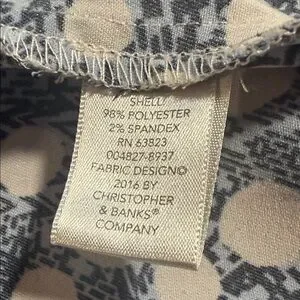 SHELL/
98% POLYESTER
2% SPANDEX
RN 63823
004827-8937
FABRIC DESIGN©
2016 BY
CHRISTOPHER
& BANKS®
COMPANY